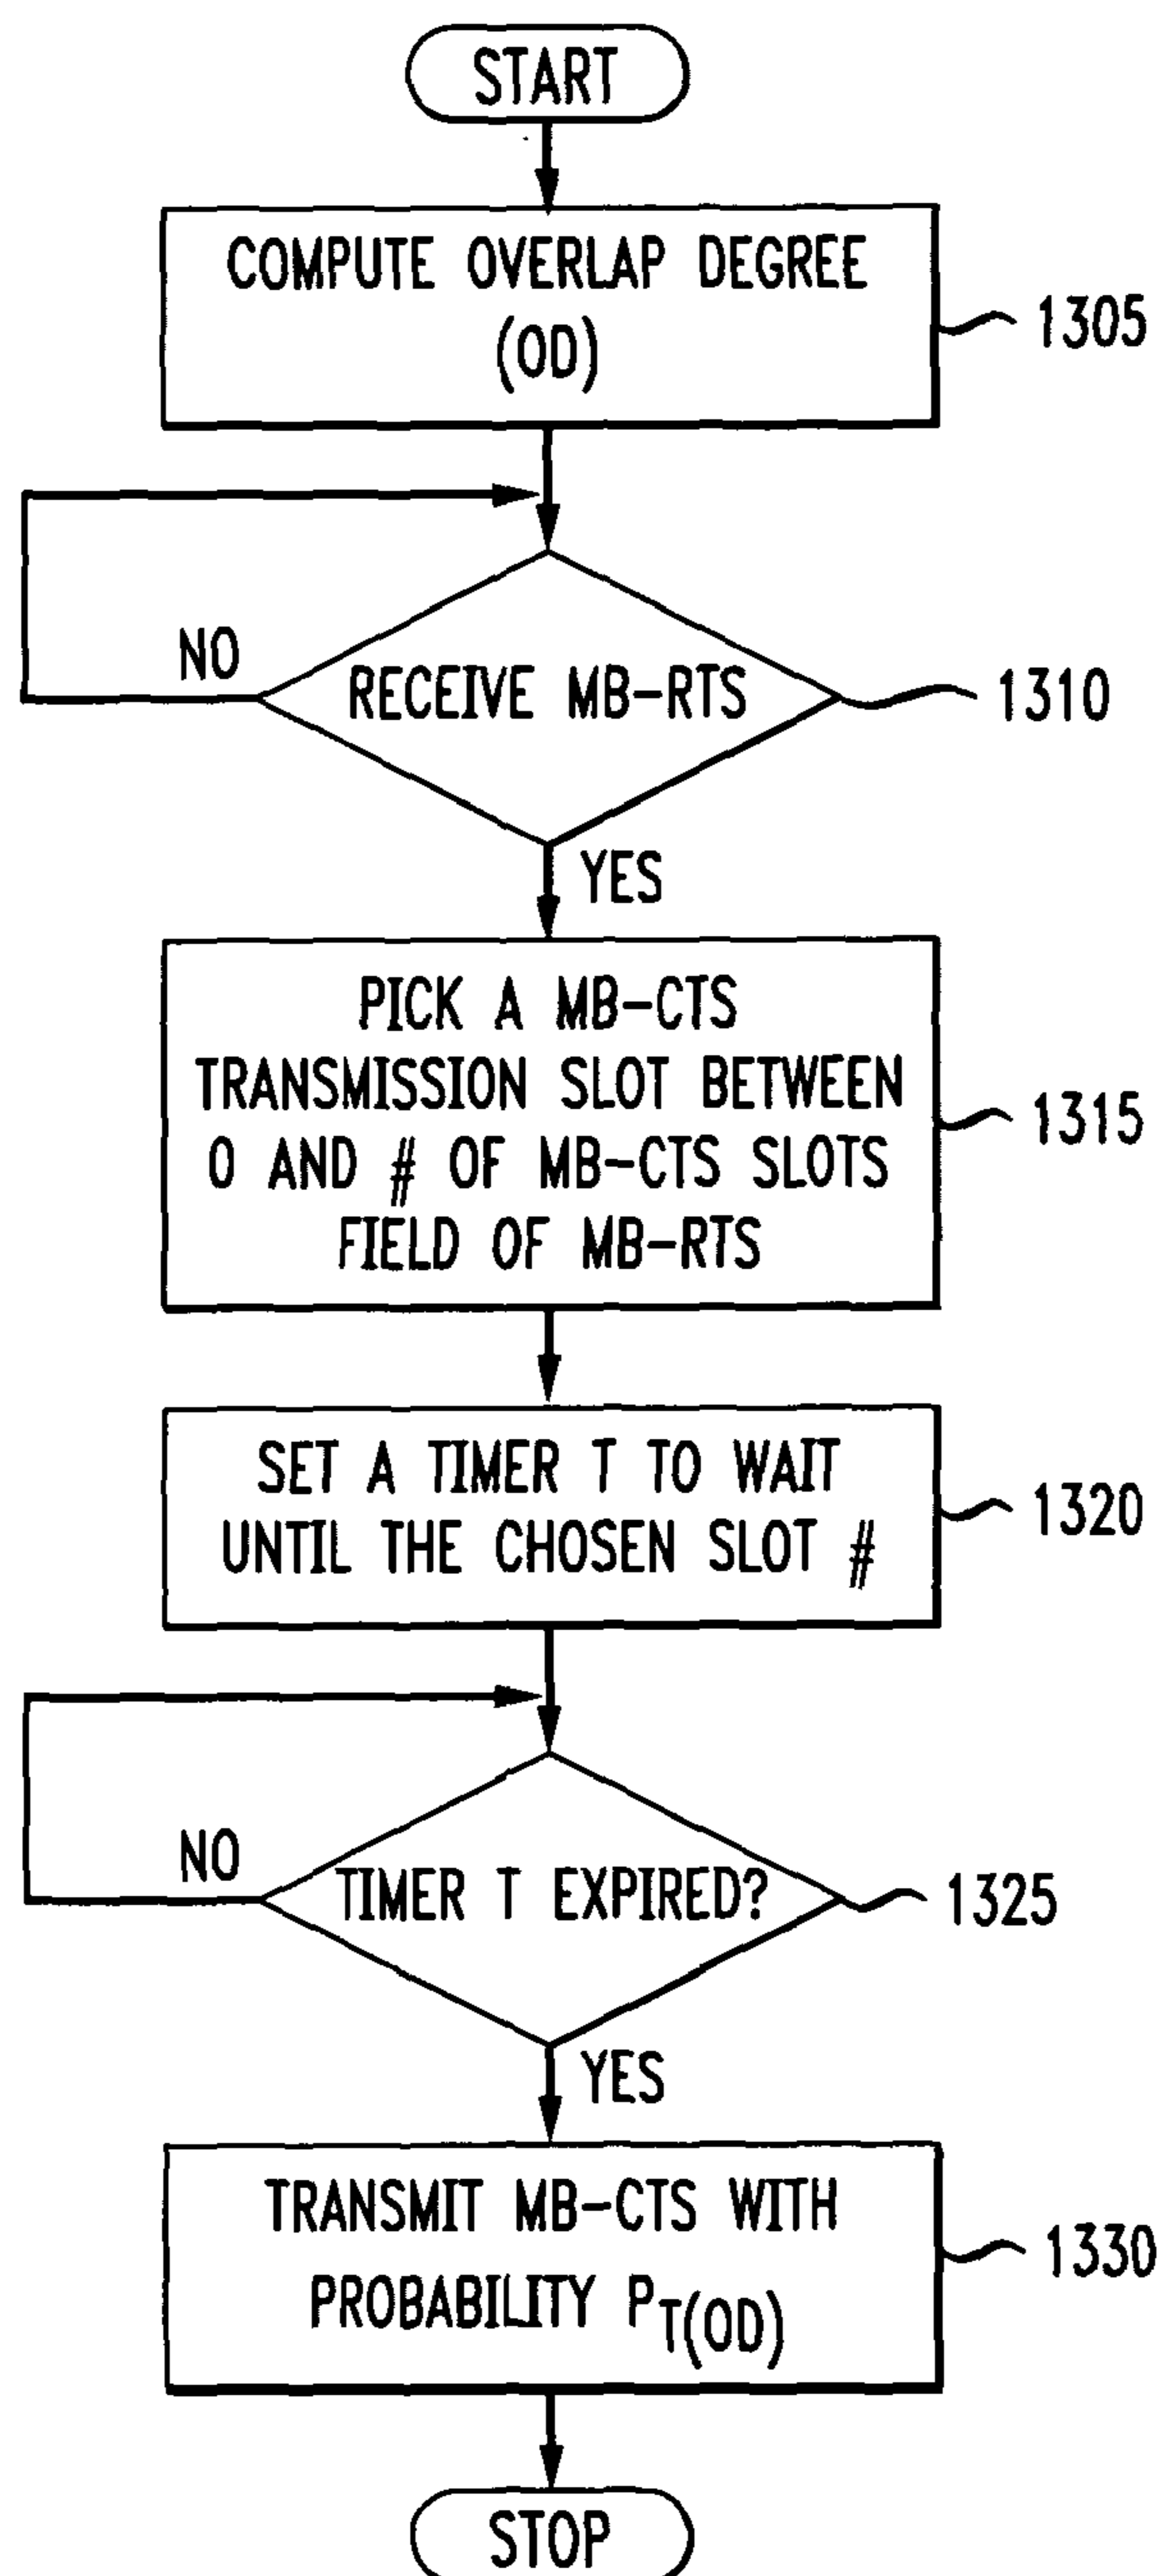 START
COMPUTE OVERLAP DEGREE
(OD)
1305
NO
RECEIVE MB-RTS
1310
YES
PICK A MB-CTS
TRANSMISSION SLOT BETWEEN
0 AND # OF MB-CTS SLOTS
FIELD OF MB-RTS
1315
SET A TIMER T TO WAIT
UNTIL THE CHOSEN SLOT #
1320
NO
TIMER T EXPIRED?
1325
YES
TRANSMIT MB-CTS WITH
PROBABILITY PT(OD)
1330
STOP